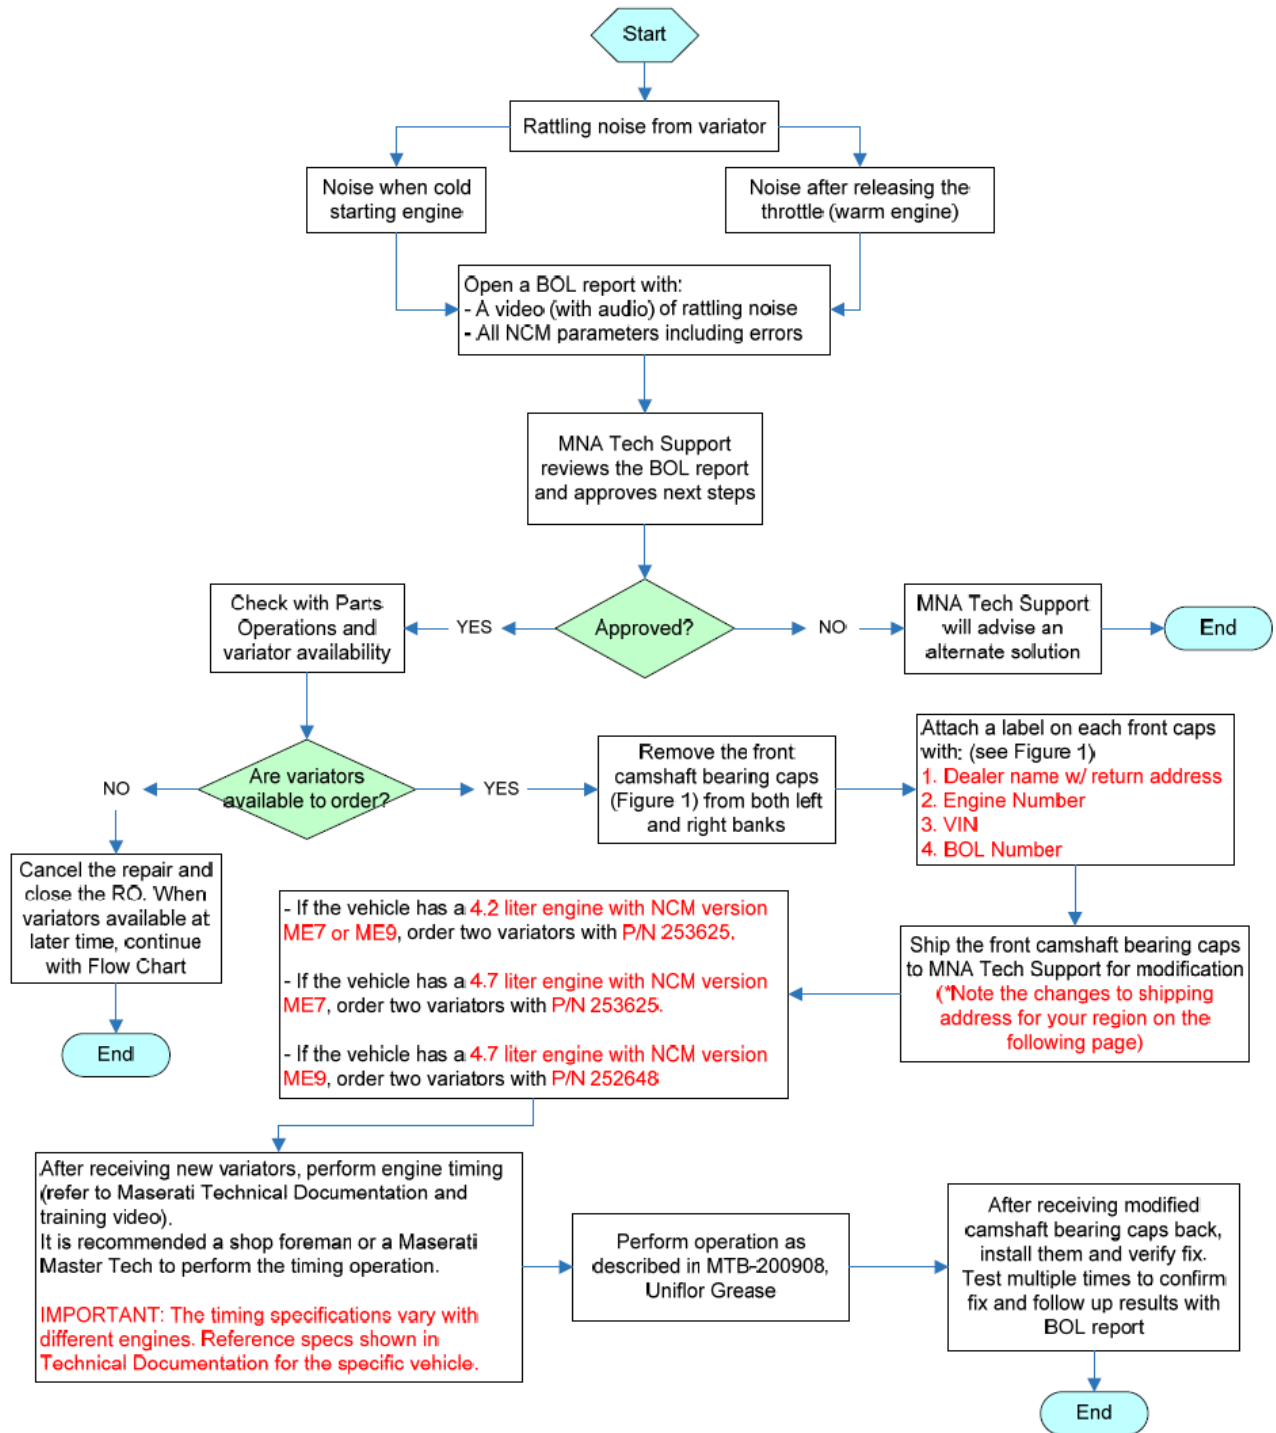 Start
Rattling noise from variator
Noise when cold
starting engine
Noise after releasing the
throttle (warm engine)
Open a BOL report with:
- A video (with audio) of rattling noise
- All NCM parameters including errors
MNA Tech Support
reviews the BOL report
and approves next steps
Approved?
YES
NO
Check with Parts
Operations and
variator availability
MNA Tech Support
will advise an
alternate solution
End
Are variators
available to order?
NO
YES
Cancel the repair and
close the RO. When
variators available at
later time, continue
with Flow Chart
End
Remove the front
camshaft bearing caps
(Figure 1) from both left
and right banks
Attach a label on each front caps
with: (see Figure 1)
1. Dealer name w/ return address
2. Engine Number
3. VIN
4. BOL Number
Ship the front camshaft bearing caps
to MNA Tech Support for modification
(*Note the changes to shipping
address for your region on the
following page)
- If the vehicle has a 4.2 liter engine with NCM version
ME7 or ME9, order two variators with P/N 253625.
- If the vehicle has a 4.7 liter engine with NCM version
ME7, order two variators with P/N 253625.
- If the vehicle has a 4.7 liter engine with NCM version
ME9, order two variators with P/N 252648
After receiving new variators, perform engine timing
(refer to Maserati Technical Documentation and
training video).
It is recommended a shop foreman or a Maserati
Master Tech to perform the timing operation.
IMPORTANT: The timing specifications vary with
different engines. Reference specs shown in
Technical Documentation for the specific vehicle.
Perform operation as
described in MTB-200908,
Uniflor Grease
After receiving modified
camshaft bearing caps back,
install them and verify fix.
Test multiple times to confirm
fix and follow up results with
BOL report
End